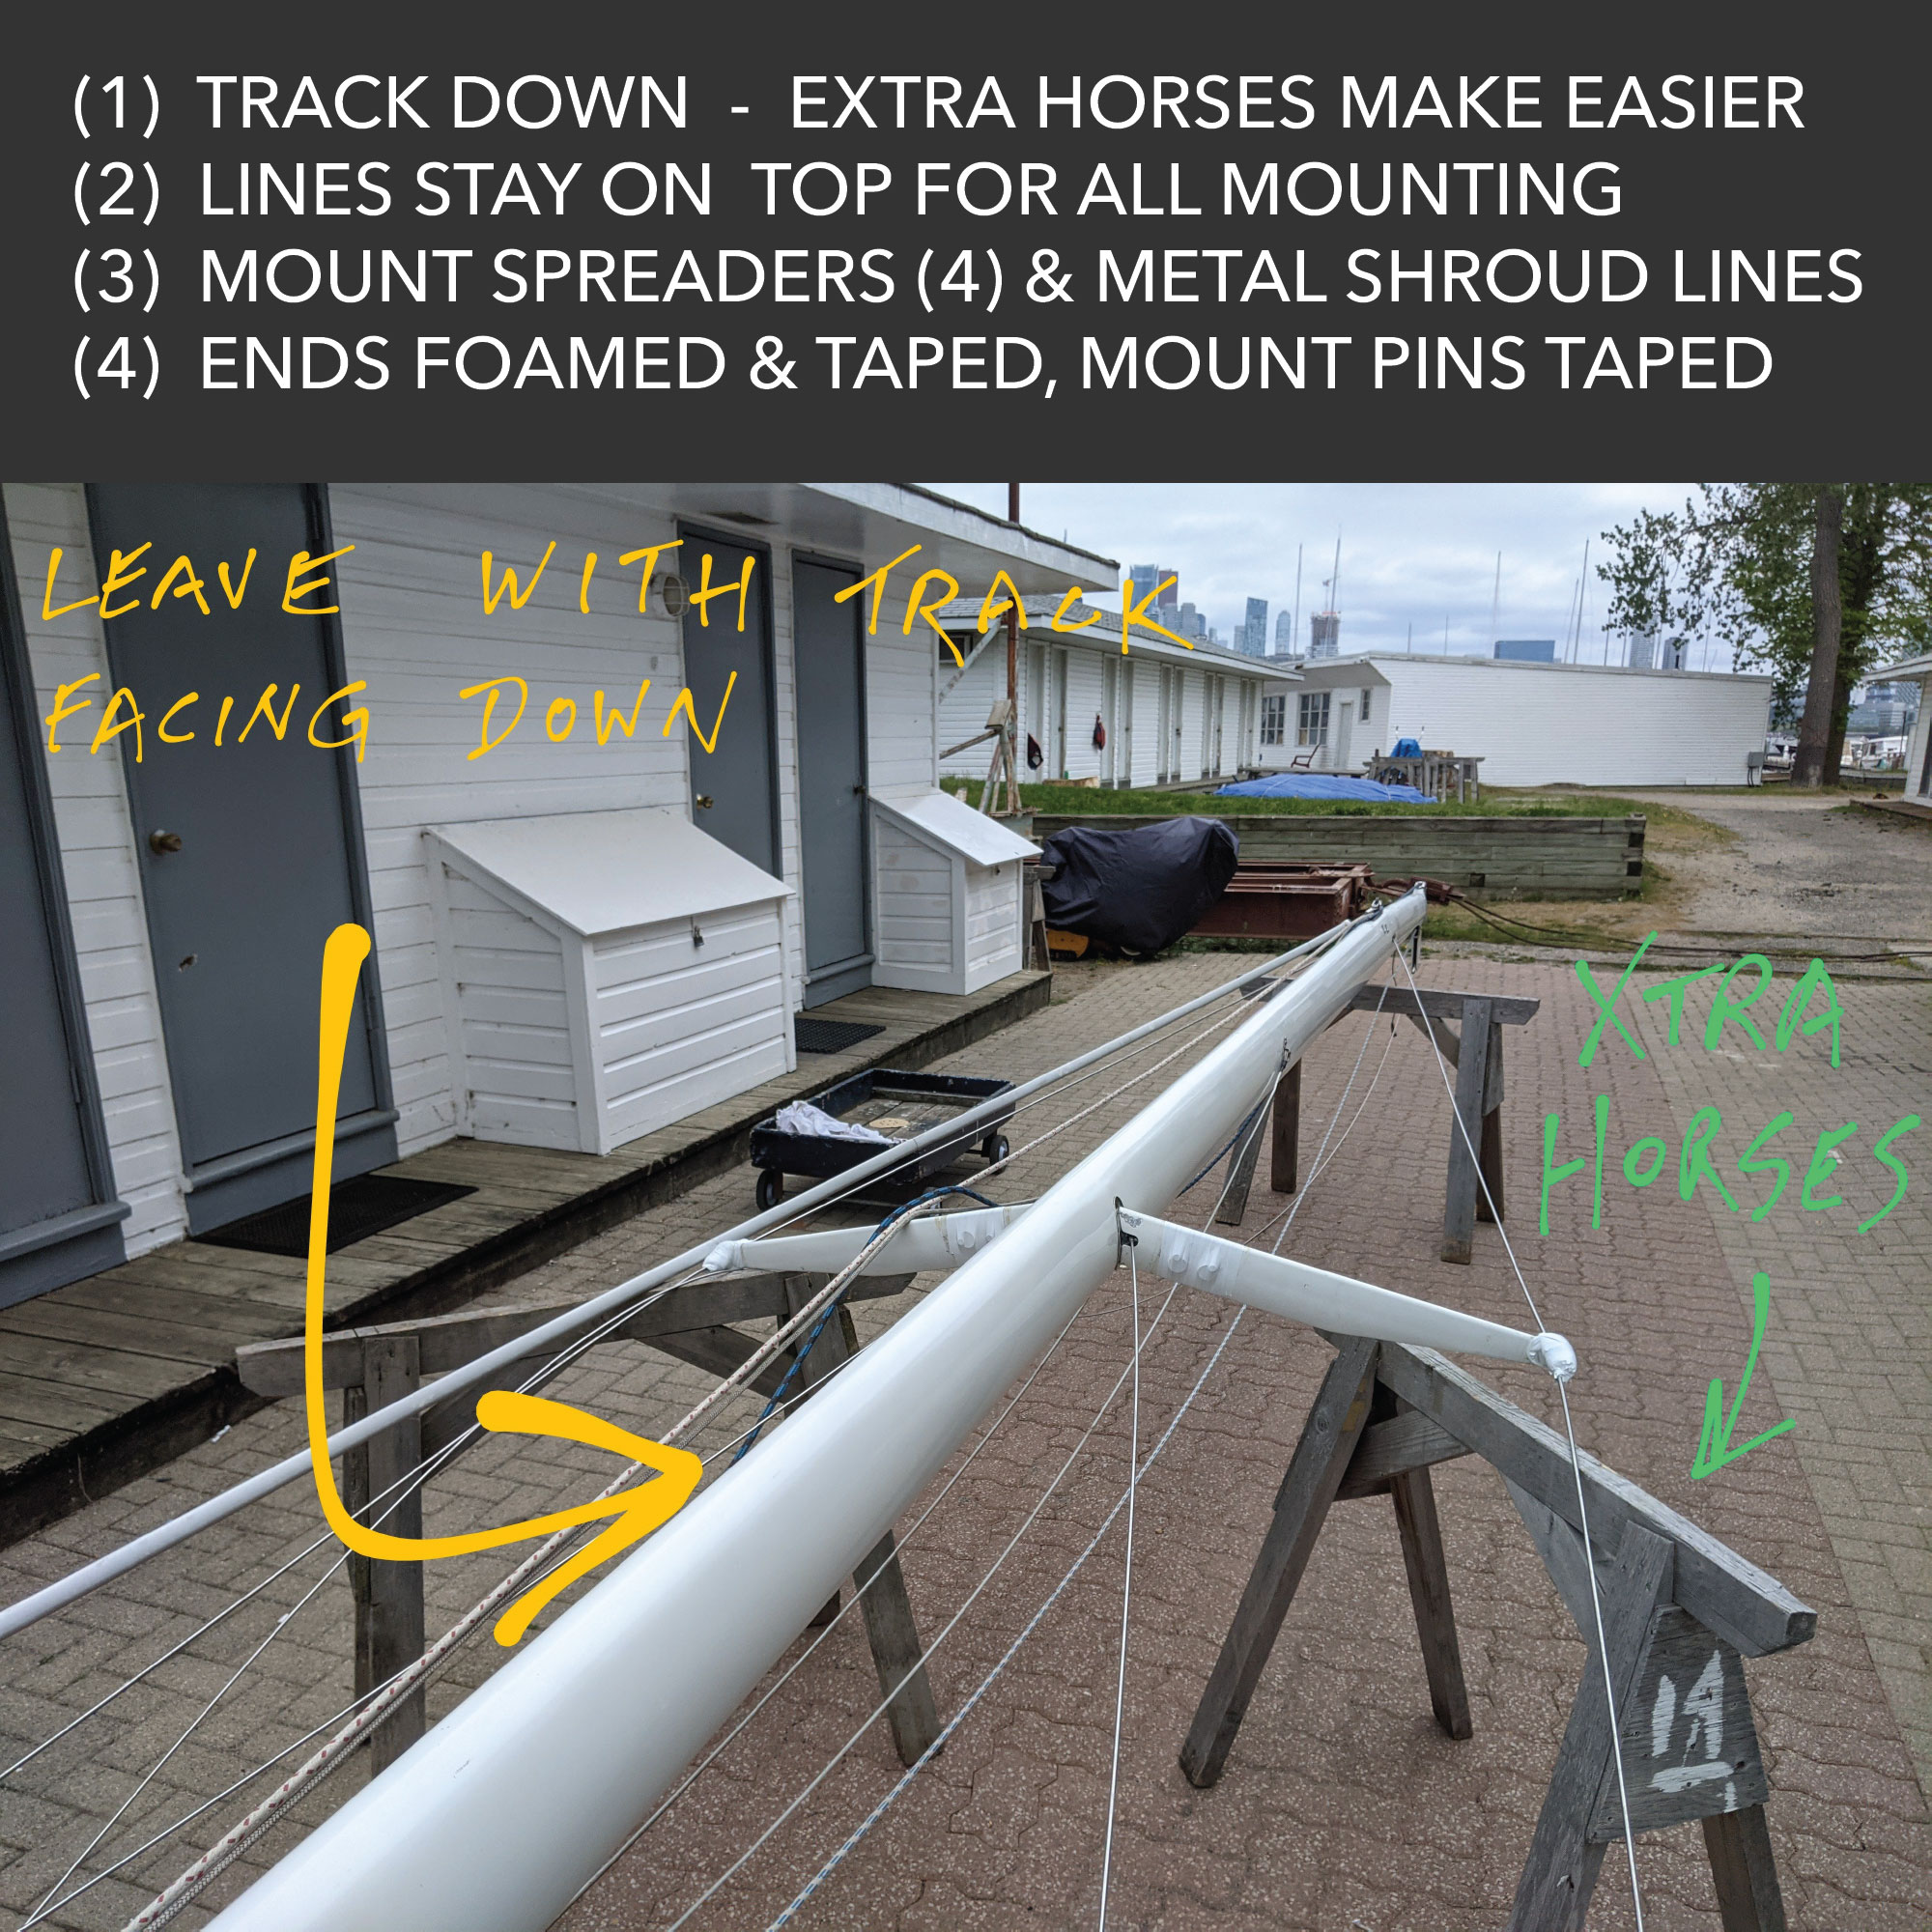 (1) TRACK DOWN - EXTRA HORSES MAKE EASIER
(2) LINES STAY ON TOP FOR ALL MOUNTING
(3) MOUNT SPREADERS (4) & METAL SHROUD LINES
(4) ENDS FOAMED & TAPED, MOUNT PINS TAPED
LEAVE WITH TRACK
FACING DOWN
XTRA
HORSES